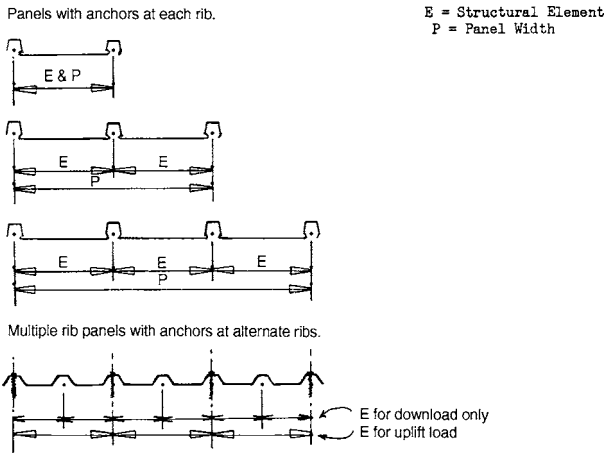 Panels with anchors at each rib.
E = Structural Element
P = Panel Width
E & P
E E
P
E E E
P
Multiple rib panels with anchors at alternate ribs.
E for download only
E for uplift load